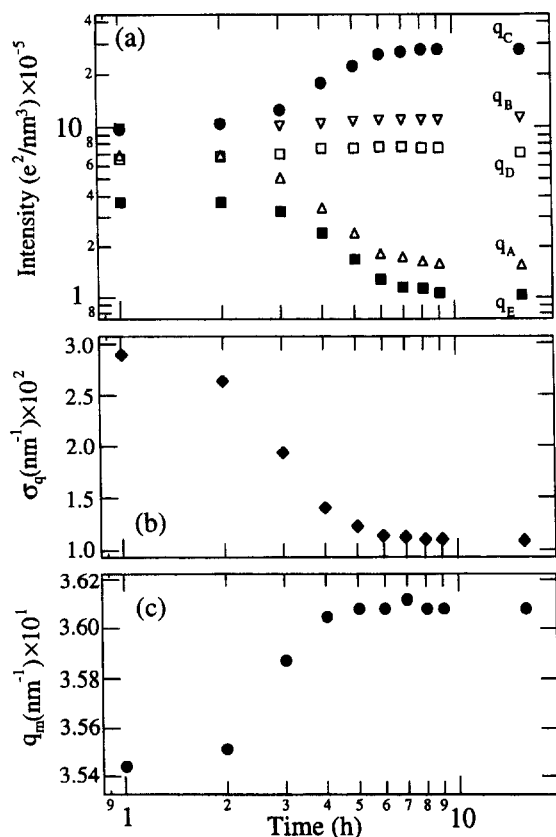 (a)
Intensity (e²/nm³)×10⁻⁵
10
8
6
4
2
1
8
q_C
q_B
q_D
q_A
q_E
(b)
σ_q(nm⁻¹)×10²
3.0
2.5
2.0
1.5
1.0
(c)
q_m(nm⁻¹)×10¹
3.62
3.60
3.58
3.56
3.54
9 1 2 3 4 5 6 7 8 9 10
Time (h)